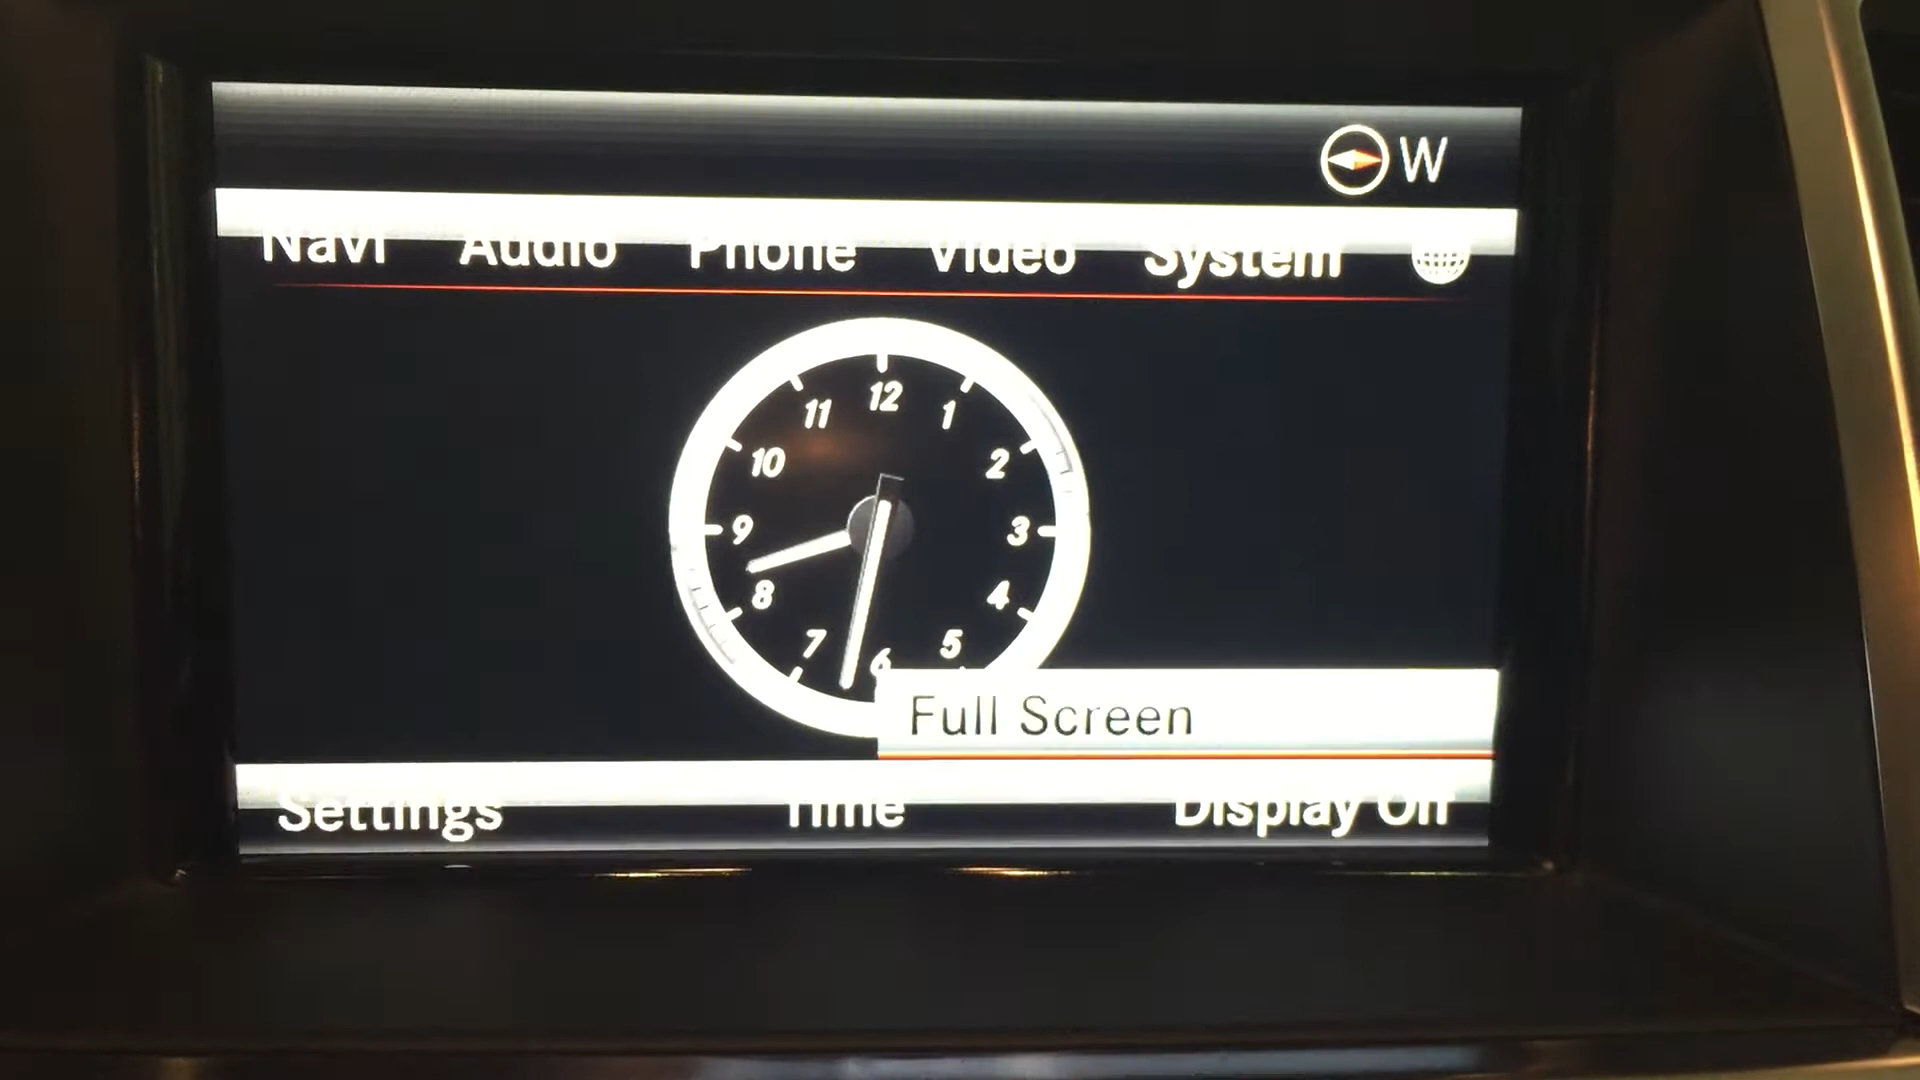 W
Navi Audio Phone Video System
12
11 1
10 2
9 3
8 4
7 5
6
Full Screen
Settings Time Display Off